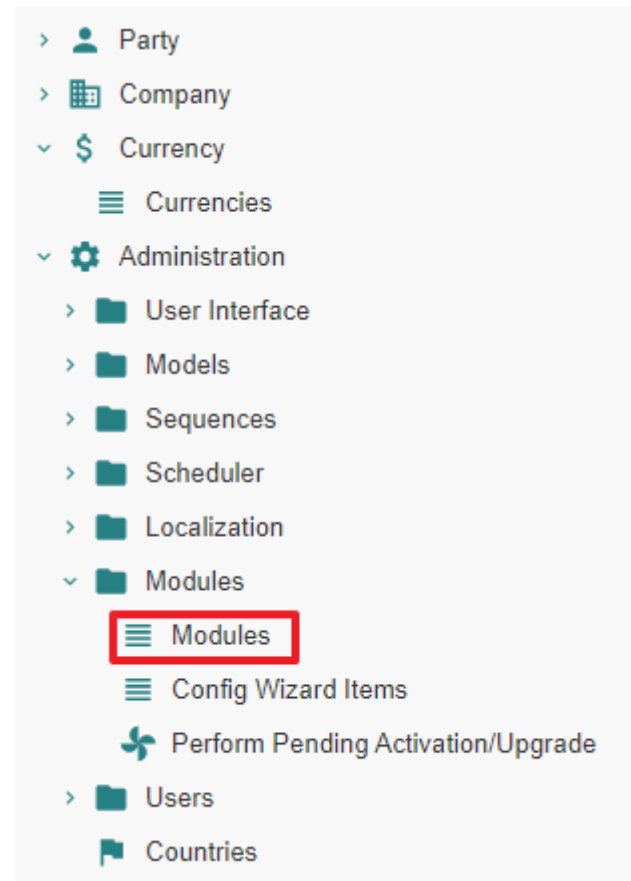 Party
Company
Currency
Currencies
Administration
User Interface
Models
Sequences
Scheduler
Localization
Modules
Modules
Config Wizard Items
Perform Pending Activation/Upgrade
Users
Countries